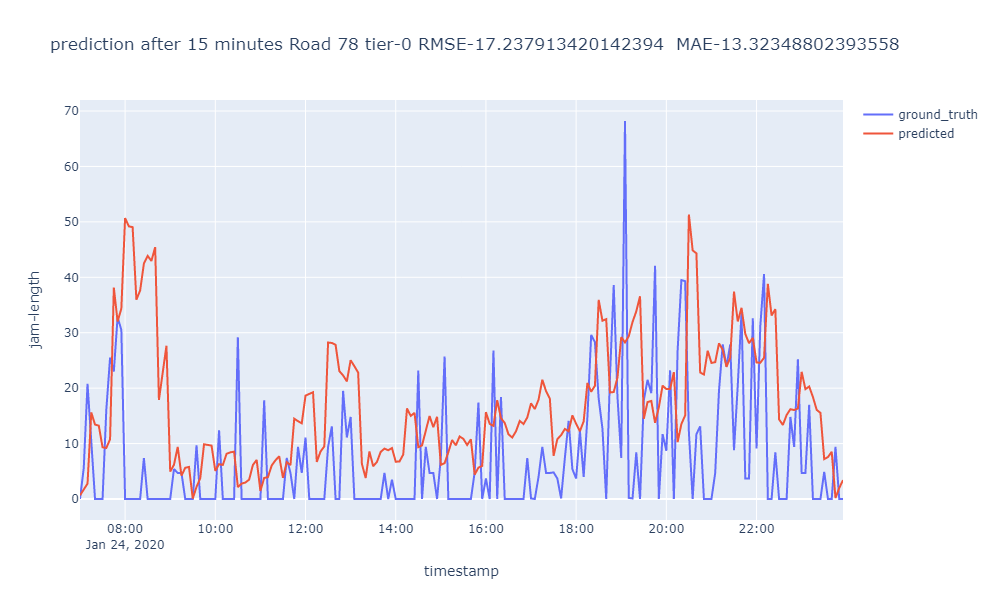 prediction after 15 minutes Road 78 tier-0 RMSE-17.237913420142394  MAE-13.32348802393558
ground_truth
predicted
70
60
50
40
30
20
10
0
jam-length
08:00 10:00 12:00 14:00 16:00 18:00 20:00 22:00
Jan 24, 2020
timestamp